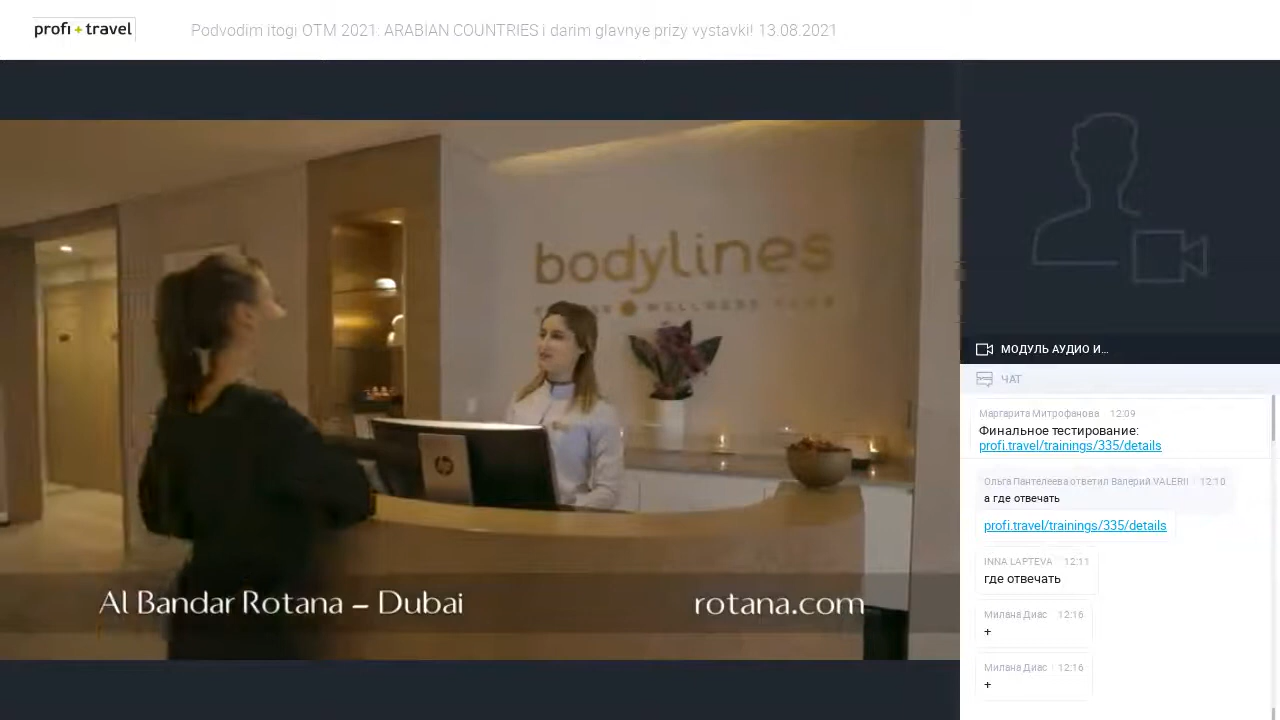 profi + travel
Podvodim itogi OTM 2021: ARABIAN COUNTRIES i darim glavnye prizy vystavki! 13.08.2021
bodylines
WELLNESS CLUB
hp
Al Bandar Rotana – Dubai
rotana.com
МОДУЛЬ АУДИО И...
ЧАТ
Маргарита Митрофанова 12:09
Финальное тестирование:
profi.travel/trainings/335/details
Ольга Пантелеева ответил Валерий VALERII 12:10
а где отвечать
profi.travel/trainings/335/details
INNA LAPTEVA 12:11
где отвечать
Милана Диас 12:16
+
Милана Диас 12:16
+